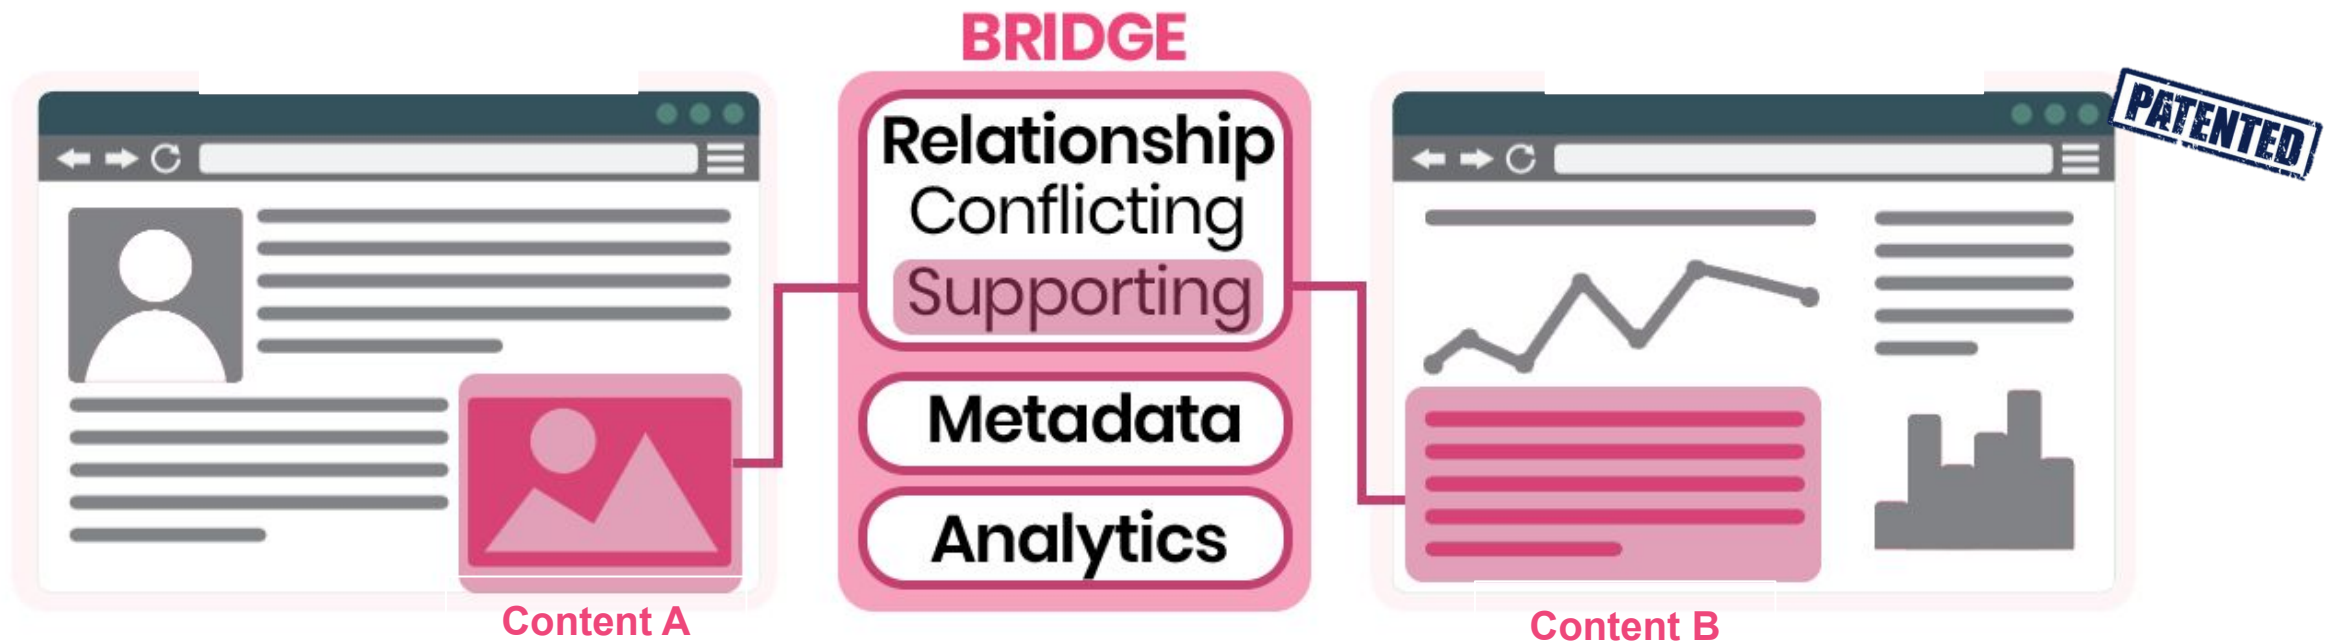 BRIDGE
Relationship
Conflicting
Supporting
Metadata
Analytics
PATENTED
Content A
Content B